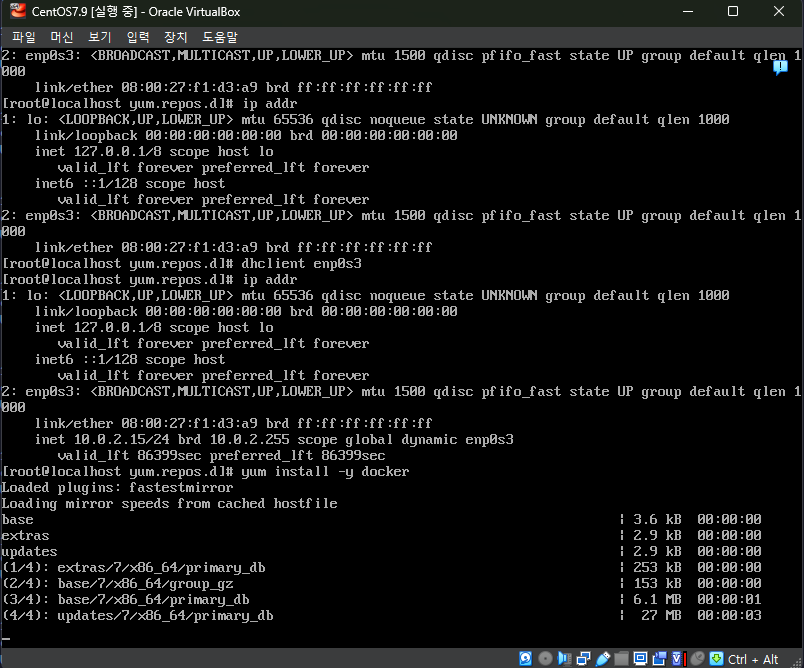 CentOS7.9 [실행 중] - Oracle VirtualBox
파일 머신 보기 입력 장치 도움말
2: enp0s3: <BROADCAST,MULTICAST,UP,LOWER_UP> mtu 1500 qdisc pfifo_fast state UP group default qlen 1
000
    link/ether 08:00:27:f1:d3:a9 brd ff:ff:ff:ff:ff:ff
[root@localhost yum.repos.d]# ip addr
1: lo: <LOOPBACK,UP,LOWER_UP> mtu 65536 qdisc noqueue state UNKNOWN group default qlen 1000
    link/loopback 00:00:00:00:00:00 brd 00:00:00:00:00:00
    inet 127.0.0.1/8 scope host lo
       valid_lft forever preferred_lft forever
    inet6 ::1/128 scope host
       valid_lft forever preferred_lft forever
2: enp0s3: <BROADCAST,MULTICAST,UP,LOWER_UP> mtu 1500 qdisc pfifo_fast state UP group default qlen 1
000
    link/ether 08:00:27:f1:d3:a9 brd ff:ff:ff:ff:ff:ff
[root@localhost yum.repos.d]# dhclient enp0s3
[root@localhost yum.repos.d]# ip addr
1: lo: <LOOPBACK,UP,LOWER_UP> mtu 65536 qdisc noqueue state UNKNOWN group default qlen 1000
    link/loopback 00:00:00:00:00:00 brd 00:00:00:00:00:00
    inet 127.0.0.1/8 scope host lo
       valid_lft forever preferred_lft forever
    inet6 ::1/128 scope host
       valid_lft forever preferred_lft forever
2: enp0s3: <BROADCAST,MULTICAST,UP,LOWER_UP> mtu 1500 qdisc pfifo_fast state UP group default qlen 1
000
    link/ether 08:00:27:f1:d3:a9 brd ff:ff:ff:ff:ff:ff
    inet 10.0.2.15/24 brd 10.0.2.255 scope global dynamic enp0s3
       valid_lft 86399sec preferred_lft 86399sec
[root@localhost yum.repos.d]# yum install -y docker
Loaded plugins: fastestmirror
Loading mirror speeds from cached hostfile
base | 3.6 kB 00:00:00
extras | 2.9 kB 00:00:00
updates | 2.9 kB 00:00:00
(1/4): extras/7/x86_64/primary_db | 253 kB 00:00:00
(2/4): base/7/x86_64/group_gz | 153 kB 00:00:00
(3/4): base/7/x86_64/primary_db | 6.1 MB 00:00:01
(4/4): updates/7/x86_64/primary_db | 27 MB 00:00:03
Ctrl + Alt